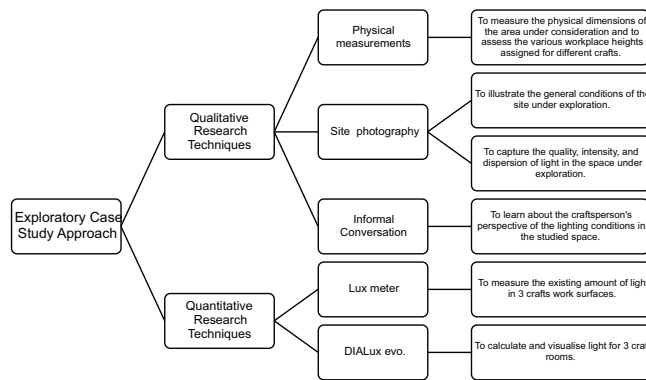 Physical
measurements
To measure the physical dimensions of
the area under consideration and to
assess the various workplace heights
assigned for different crafts.
Qualitative
Research
Techniques
Site photography
To illustrate the general conditions of the
site under exploration.
To capture the quality, intensity, and
dispersion of light in the space under
exploration.
Exploratory Case
Study Approach
Informal
Conversation
To learn about the craftsperson's
perspective of the lighting conditions in
the studied space.
Quantitative
Research
Techniques
Lux meter
To measure the existing amount of light
in 3 crafts work surfaces.
DIALux evo.
To calculate and visualise light for 3 craft
rooms.